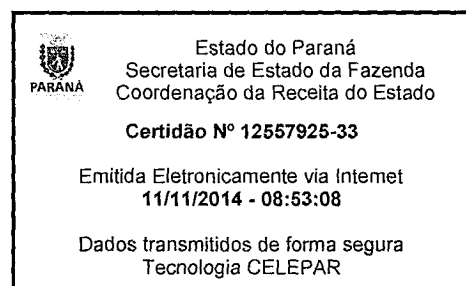 Estado do Paraná
Secretaria de Estado da Fazenda
PARANÁ
Coordenação da Receita do Estado
Certidão Nº 12557925-33
Emitida Eletronicamente via Internet
11/11/2014 - 08:53:08
Dados transmitidos de forma segura
Tecnologia CELEPAR